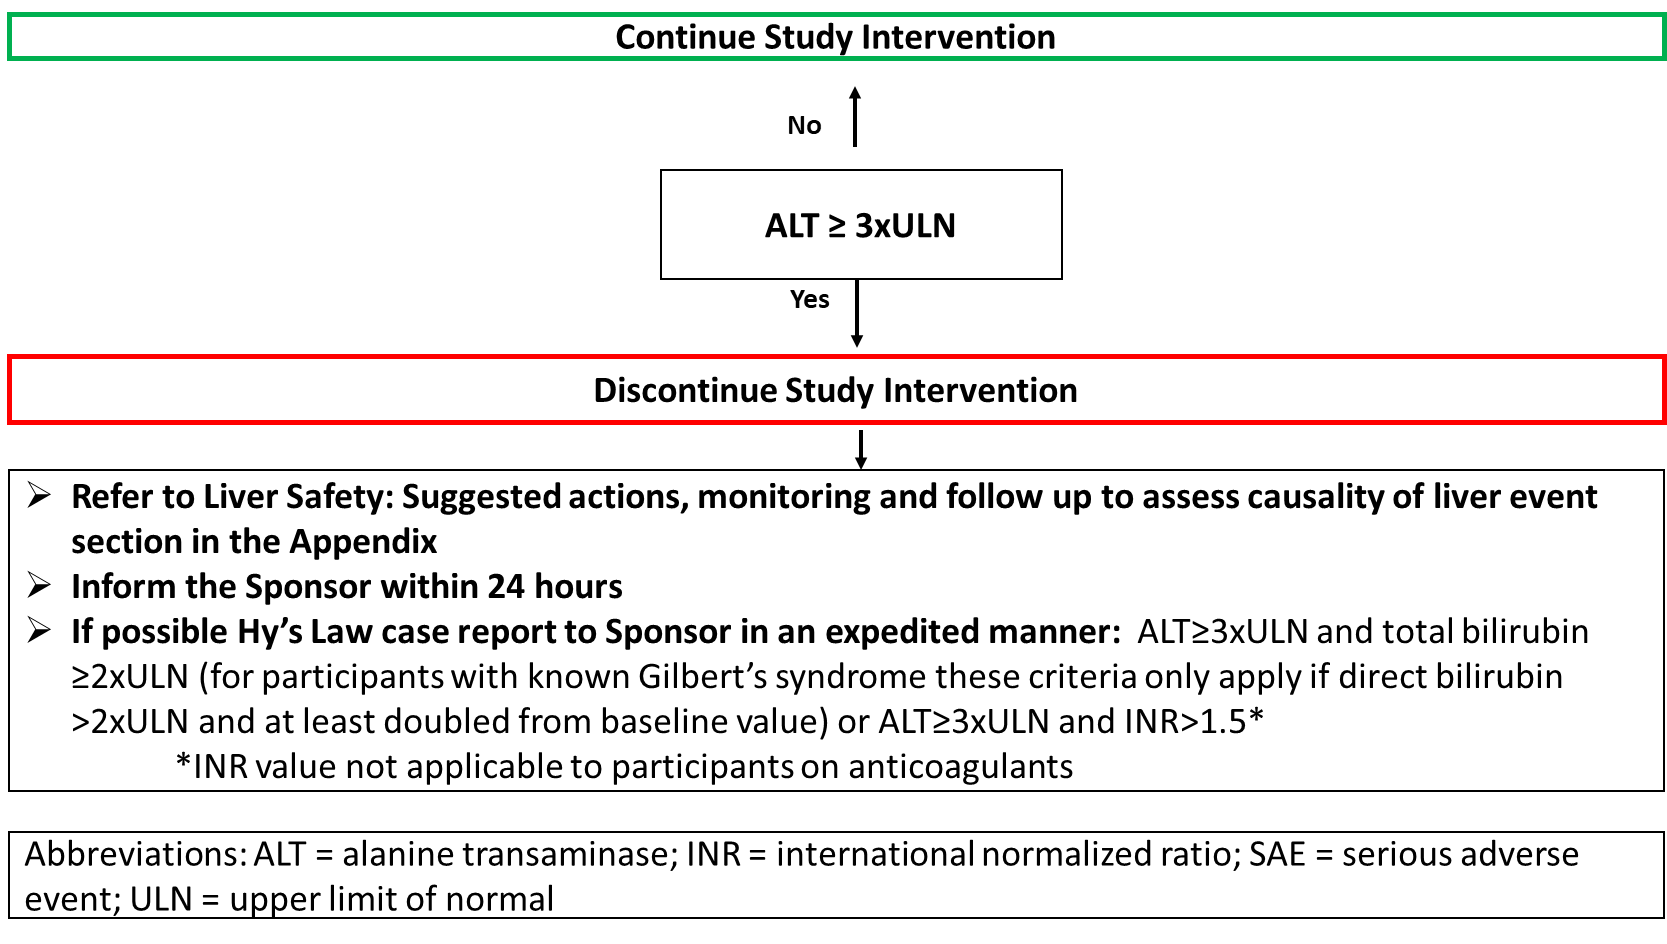 Continue Study Intervention
No
ALT ≥ 3xULN
Yes
Discontinue Study Intervention
➢ Refer to Liver Safety: Suggested actions, monitoring and follow up to assess causality of liver event
section in the Appendix
➢ Inform the Sponsor within 24 hours
➢ If possible Hy’s Law case report to Sponsor in an expedited manner: ALT≥3xULN and total bilirubin
≥2xULN (for participants with known Gilbert’s syndrome these criteria only apply if direct bilirubin
>2xULN and at least doubled from baseline value) or ALT≥3xULN and INR>1.5*
*INR value not applicable to participants on anticoagulants
Abbreviations: ALT = alanine transaminase; INR = international normalized ratio; SAE = serious adverse
event; ULN = upper limit of normal